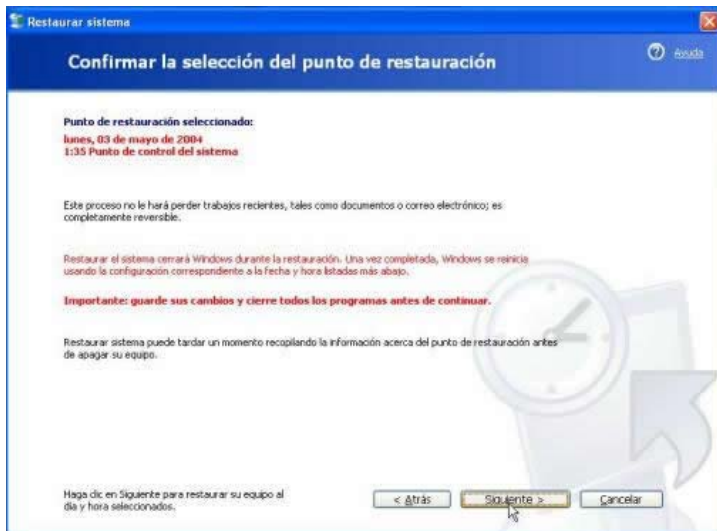 Restaurar sistema
Confirmar la selección del punto de restauración
Ayuda
Punto de restauración seleccionado:
lunes, 03 de mayo de 2004
1:35 Punto de control del sistema
Este proceso no le hará perder trabajos recientes, tales como documentos o correo electrónico; es
completamente reversible.
Restaurar el sistema cerrará Windows durante la restauración. Una vez completada, Windows se reinicia
usando la configuración correspondiente a la fecha y hora listadas más abajo.
Importante: guarde sus cambios y cierre todos los programas antes de continuar.
Restaurar sistema puede tardar un momento recopilando la información acerca del punto de restauración antes
de apagar su equipo.
Haga clic en Siguiente para restaurar su equipo al
día y hora seleccionados.
< Atrás
Siguiente >
Cancelar